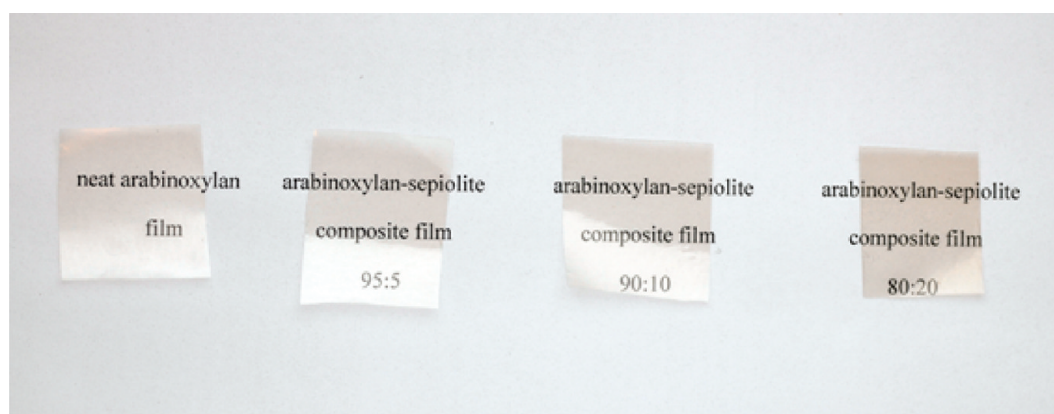 neat arabinoxylan
film
arabinoxylan-sepiolite
composite film
95:5
arabinoxylan-sepiolite
composite film
90:10
arabinoxylan-sepiolite
composite film
80:20